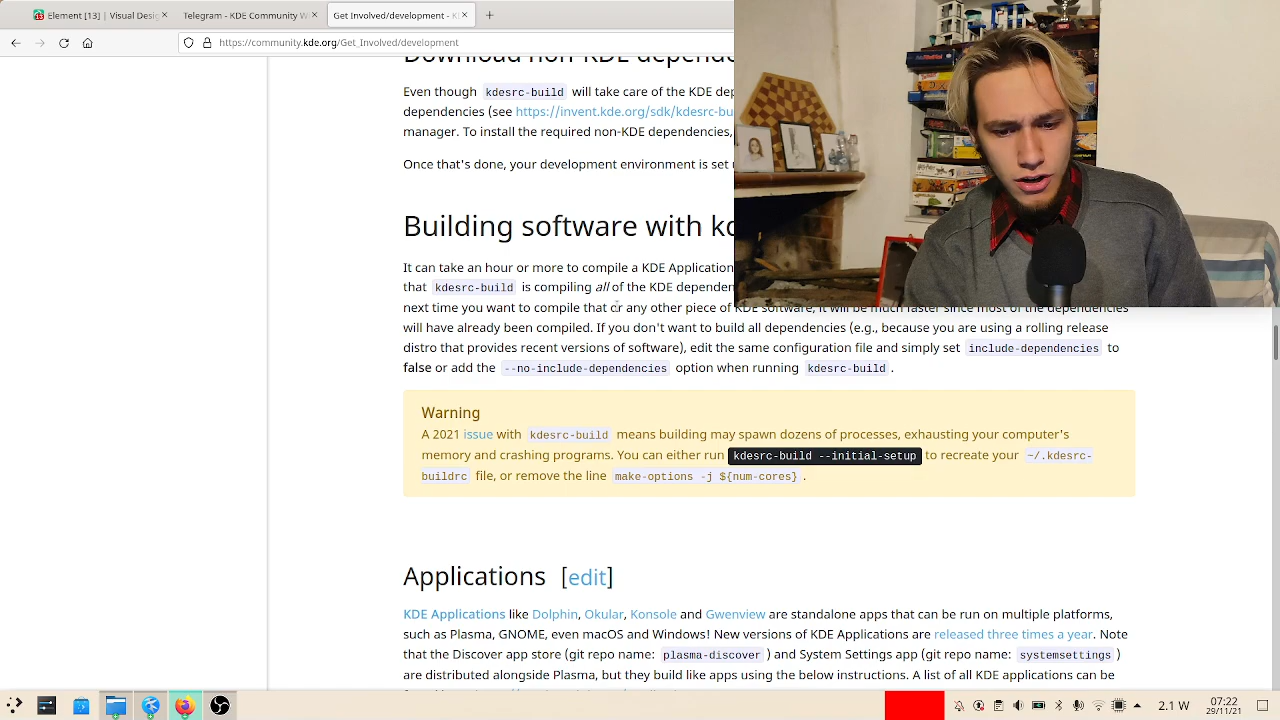 Element [13] | Visual Desig
Telegram - KDE Community W
Get Involved/development - K
https://community.kde.org/Get_Involved/development
Download non-KDE depende
Even though kdesrc-build will take care of the KDE dep
dependencies (see https://invent.kde.org/sdk/kdesrc-bu
manager. To install the required non-KDE dependencies,
Once that's done, your development environment is set
Building software with kd
It can take an hour or more to compile a KDE Application
that kdesrc-build is compiling all of the KDE depende
next time you want to compile that or any other piece of KDE software, it will be much faster since most of the dependencies
will have already been compiled. If you don't want to build all dependencies (e.g., because you are using a rolling release
distro that provides recent versions of software), edit the same configuration file and simply set include-dependencies to
false or add the --no-include-dependencies option when running kdesrc-build.
Warning
A 2021 issue with kdesrc-build means building may spawn dozens of processes, exhausting your computer's
memory and crashing programs. You can either run kdesrc-build --initial-setup to recreate your ~/.kdesrc-
buildrc file, or remove the line make-options -j ${num-cores}.
Applications [edit]
KDE Applications like Dolphin, Okular, Konsole and Gwenview are standalone apps that can be run on multiple platforms,
such as Plasma, GNOME, even macOS and Windows! New versions of KDE Applications are released three times a year. Note
that the Discover app store (git repo name: plasma-discover ) and System Settings app (git repo name: systemsettings )
are distributed alongside Plasma, but they build like apps using the below instructions. A list of all KDE applications can be
2.1 W
07:22
29/11/21